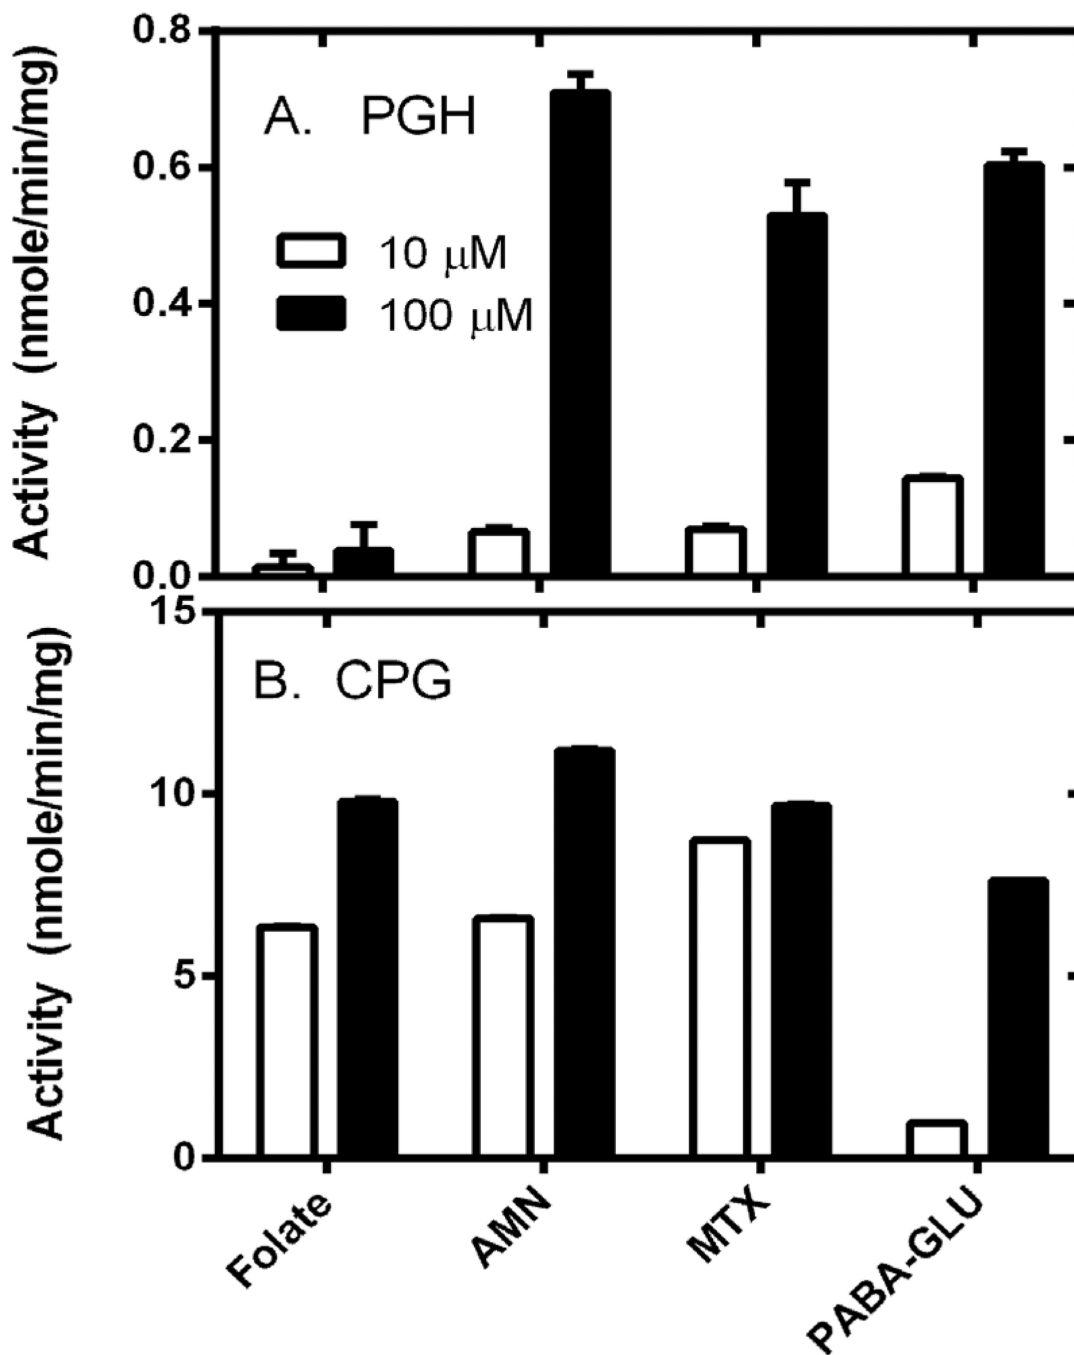 Activity (nmole/min/mg)
0.8
0.6
0.4
0.2
0.0
A. PGH
10 μM
100 μM
Activity (nmole/min/mg)
15
10
5
0
B. CPG
Folate
AMN
MTX
PABA-GLU